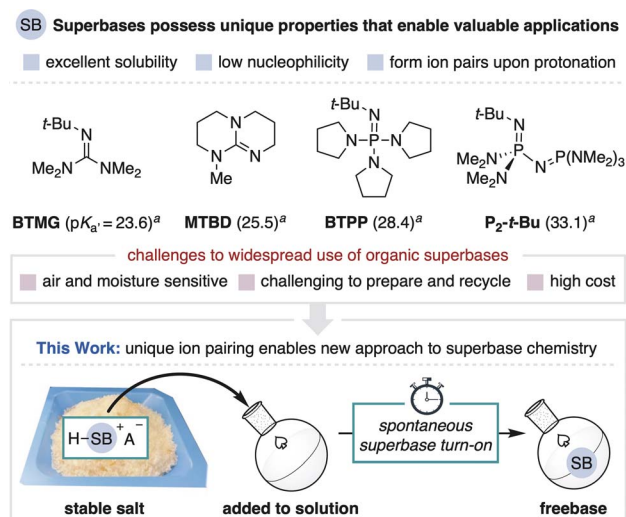 SB Superbases possess unique properties that enable valuable applications
excellent solubility low nucleophilicity form ion pairs upon protonation
t-Bu N Me2N NMe2
N N N Me
t-Bu N N P N N
t-Bu N Me2N P Me2N N P(NMe2)3
BTMG (pKa' = 23.6)a MTBD (25.5)a BTPP (28.4)a P2-t-Bu (33.1)a
challenges to widespread use of organic superbases
air and moisture sensitive challenging to prepare and recycle high cost
This Work: unique ion pairing enables new approach to superbase chemistry
H–SB + A −
spontaneous
superbase turn-on
SB
stable salt added to solution freebase